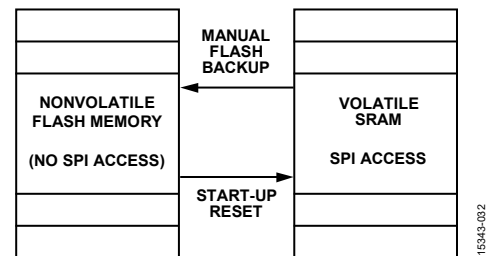 MANUAL
FLASH
BACKUP
NONVOLATILE
FLASH MEMORY
(NO SPI ACCESS)
VOLATILE
SRAM
SPI ACCESS
START-UP
RESET
15343-032